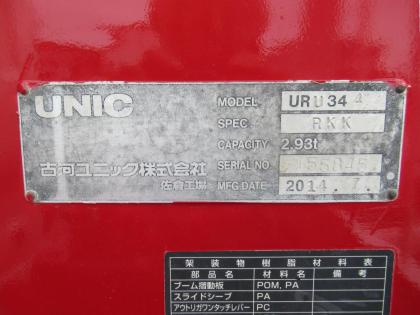 UNIC
MODEL URU344
SPEC. RKK
CAPACITY 2.93t
古河ユニック株式会社
佐倉工場
SERIAL NO
MFG.DATE 2014.7.
架装物樹脂材料表
部品名 材料名 備考
ブーム摺動板 POM, PA
スライドシーブ PA
アウトリガワンタッチレバー PC